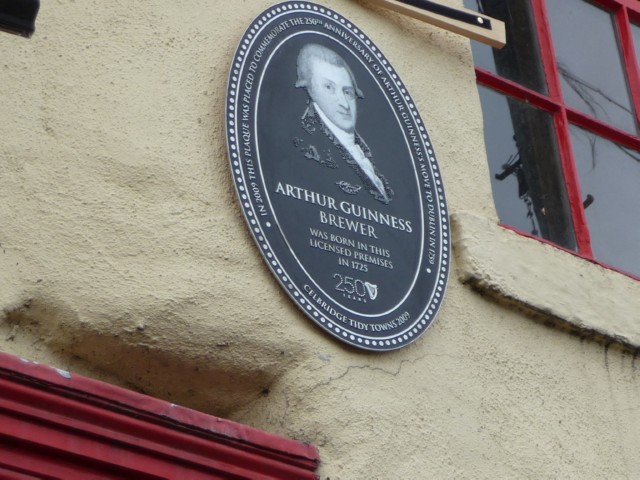 IN 2009 THIS PLAQUE WAS PLACED TO COMMEMORATE THE 250TH ANNIVERSARY OF ARTHUR GUINNESS'S MOVE TO DUBLIN IN 1759
ARTHUR GUINNESS
BREWER
WAS BORN IN THIS
LICENSED PREMISES
IN 1725
250
YEARS
CELBRIDGE TIDY TOWNS 2009